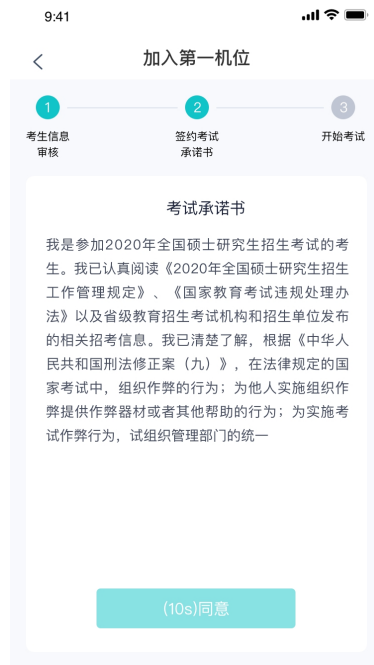 9:41
加入第一机位
1
2
3
考生信息
审核
签约考试
承诺书
开始考试
考试承诺书
我是参加2020年全国硕士研究生招生考试的考
生。我已认真阅读《2020年全国硕士研究生招生
工作管理规定》、《国家教育考试违规处理办
法》以及省级教育招生考试机构和招生单位发布
的相关招考信息。我已清楚了解，根据《中华人
民共和国刑法修正案（九）》，在法律规定的国
家考试中，组织作弊的行为；为他人实施组织作
弊提供作弊器材或者其他帮助的行为；为实施考
试作弊行为，试组织管理部门的统一
(10s)同意